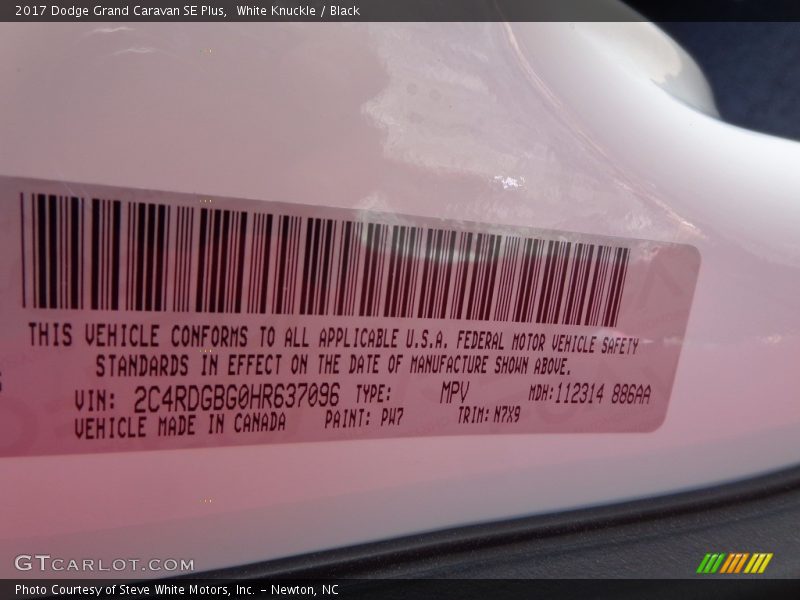 2017 Dodge Grand Caravan SE Plus,  White Knuckle / Black
THIS VEHICLE CONFORMS TO ALL APPLICABLE U.S.A. FEDERAL MOTOR VEHICLE SAFETY
STANDARDS IN EFFECT ON THE DATE OF MANUFACTURE SHOWN ABOVE.
VIN: 2C4RDGBG0HR637096 TYPE: MPV MDH:112314 886AA
VEHICLE MADE IN CANADA PAINT: PW7 TRIM: N7X9
GTCARLOT.COM
Photo Courtesy of Steve White Motors, Inc. – Newton, NC